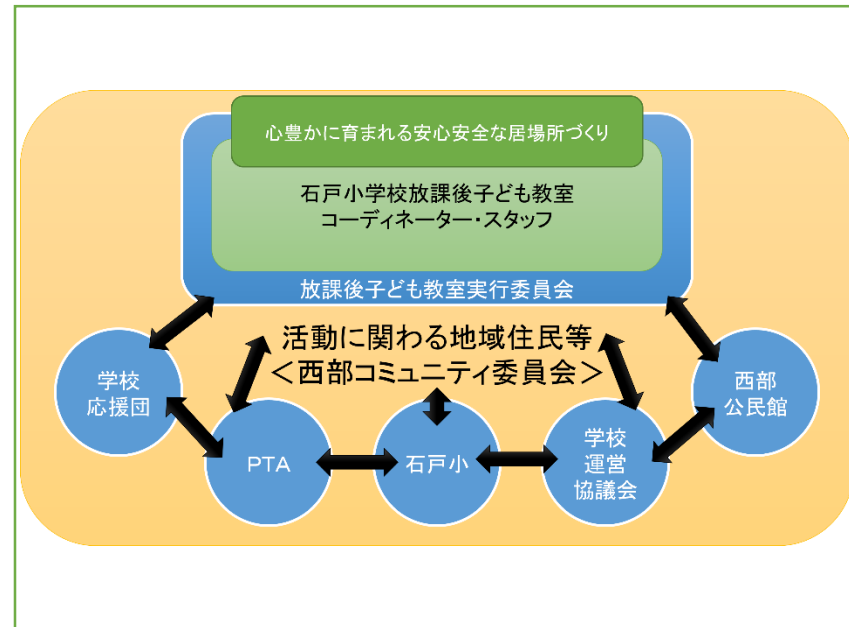 心豊かに育まれる安心安全な居場所づくり
石戸小学校放課後子ども教室
コーディネーター・スタッフ
放課後子ども教室実行委員会
活動に関わる地域住民等
＜西部コミュニティ委員会＞
学校
応援団
PTA
石戸小
学校
運営
協議会
西部
公民館